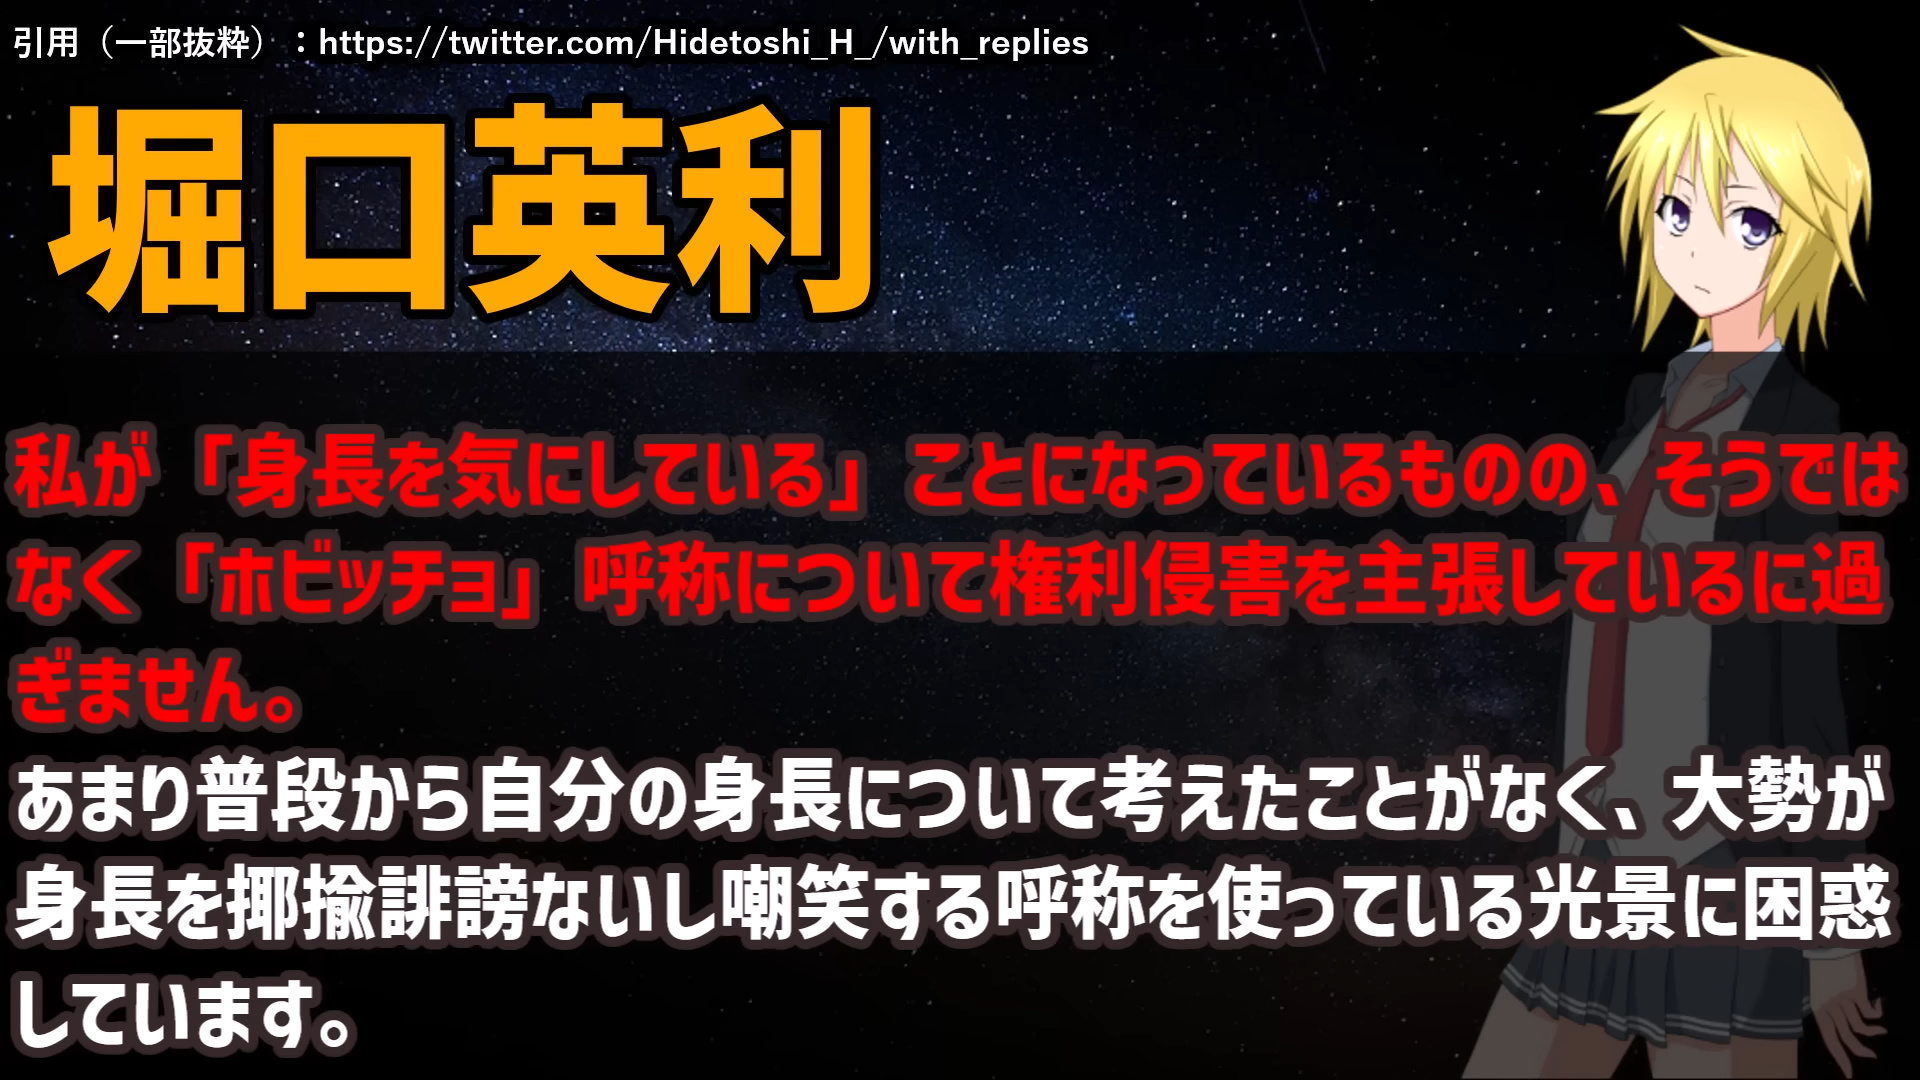 引用（一部抜粋）：https://twitter.com/Hidetoshi_H_/with_replies
堀口英利
私が「身長を気にしている」ことになっているものの、そうでは
なく「ホビッチョ」呼称について権利侵害を主張しているに過
ぎません。
あまり普段から自分の身長について考えたことがなく、大勢が
身長を揶揄誹謗ないし嘲笑する呼称を使っている光景に困惑
しています。